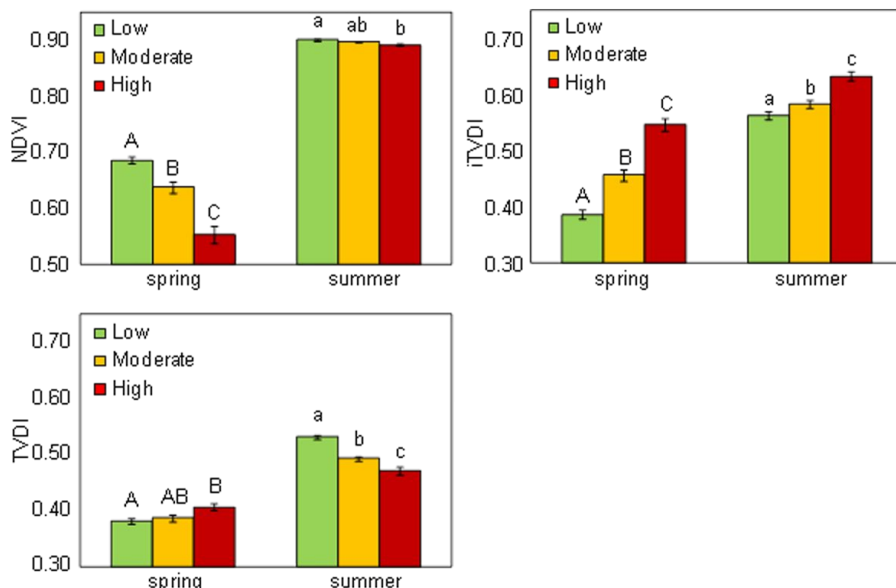 NDVI
0.90
0.80
0.70
0.60
0.50
Low
Moderate
High
A
B
C
a
ab
b
spring
summer
iTVDI
0.70
0.60
0.50
0.40
0.30
Low
Moderate
High
A
B
C
a
b
c
spring
summer
TVDI
0.70
0.60
0.50
0.40
0.30
Low
Moderate
High
A
AB
B
a
b
c
spring
summer